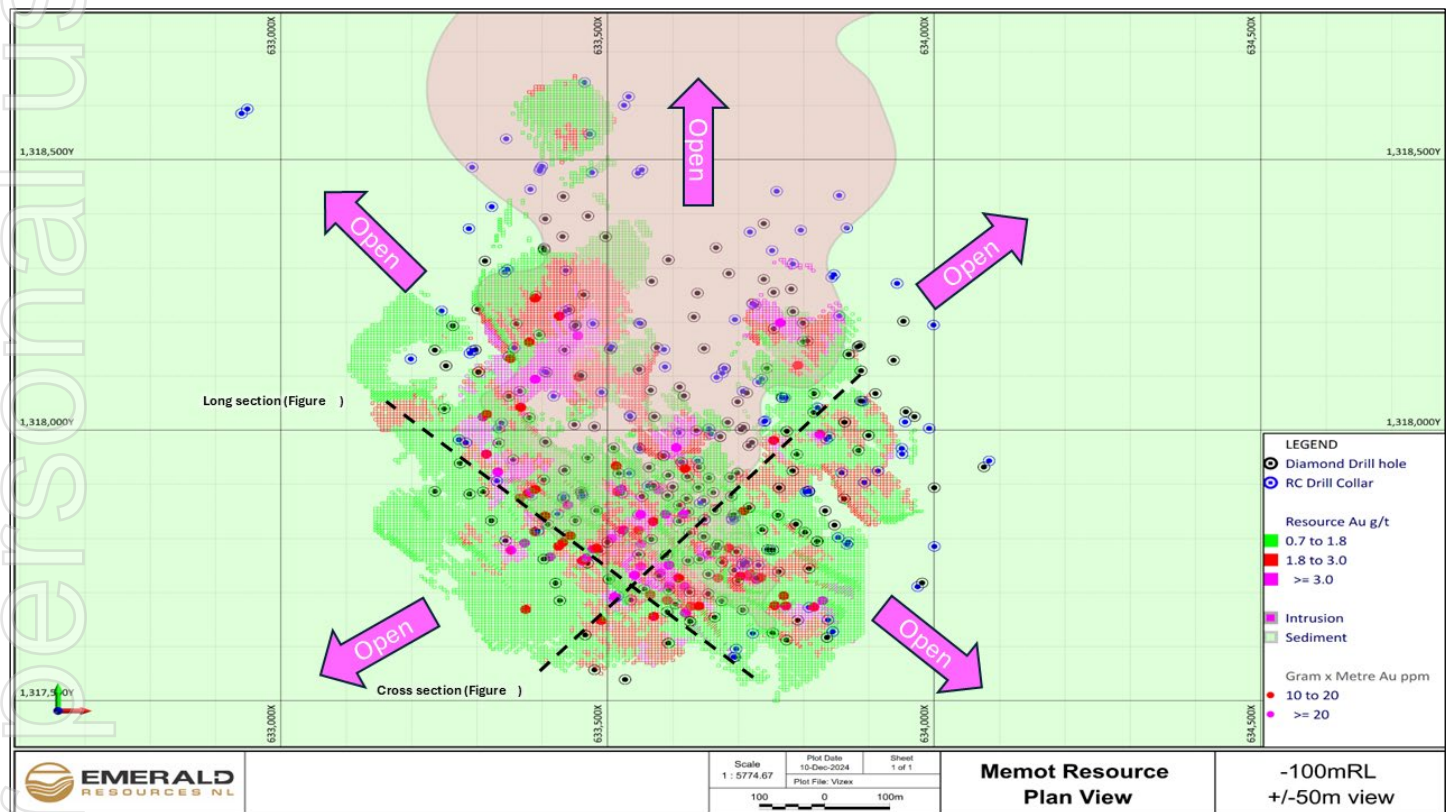 personal us
633,000X
633,500X
634,000X
634,500X
1,318,500Y
1,318,500Y
Open
Open
Open
Long section (Figure )
1,318,000Y
1,318,000Y
LEGEND
Diamond Drill hole
RC Drill Collar
Resource Au g/t
0.7 to 1.8
1.8 to 3.0
>= 3.0
Intrusion
Sediment
Gram x Metre Au ppm
10 to 20
>= 20
Open
Open
Cross section (Figure )
1,317,500Y
633,000X
633,500X
634,000X
634,500X
EMERALD
RESOURCES NL
Scale
1 : 5774.67
Plot Date
10-Dec-2024
Sheet
1 of 1
Plot File: Vizex
100 0 100m
Memot Resource
Plan View
-100mRL
+/-50m view